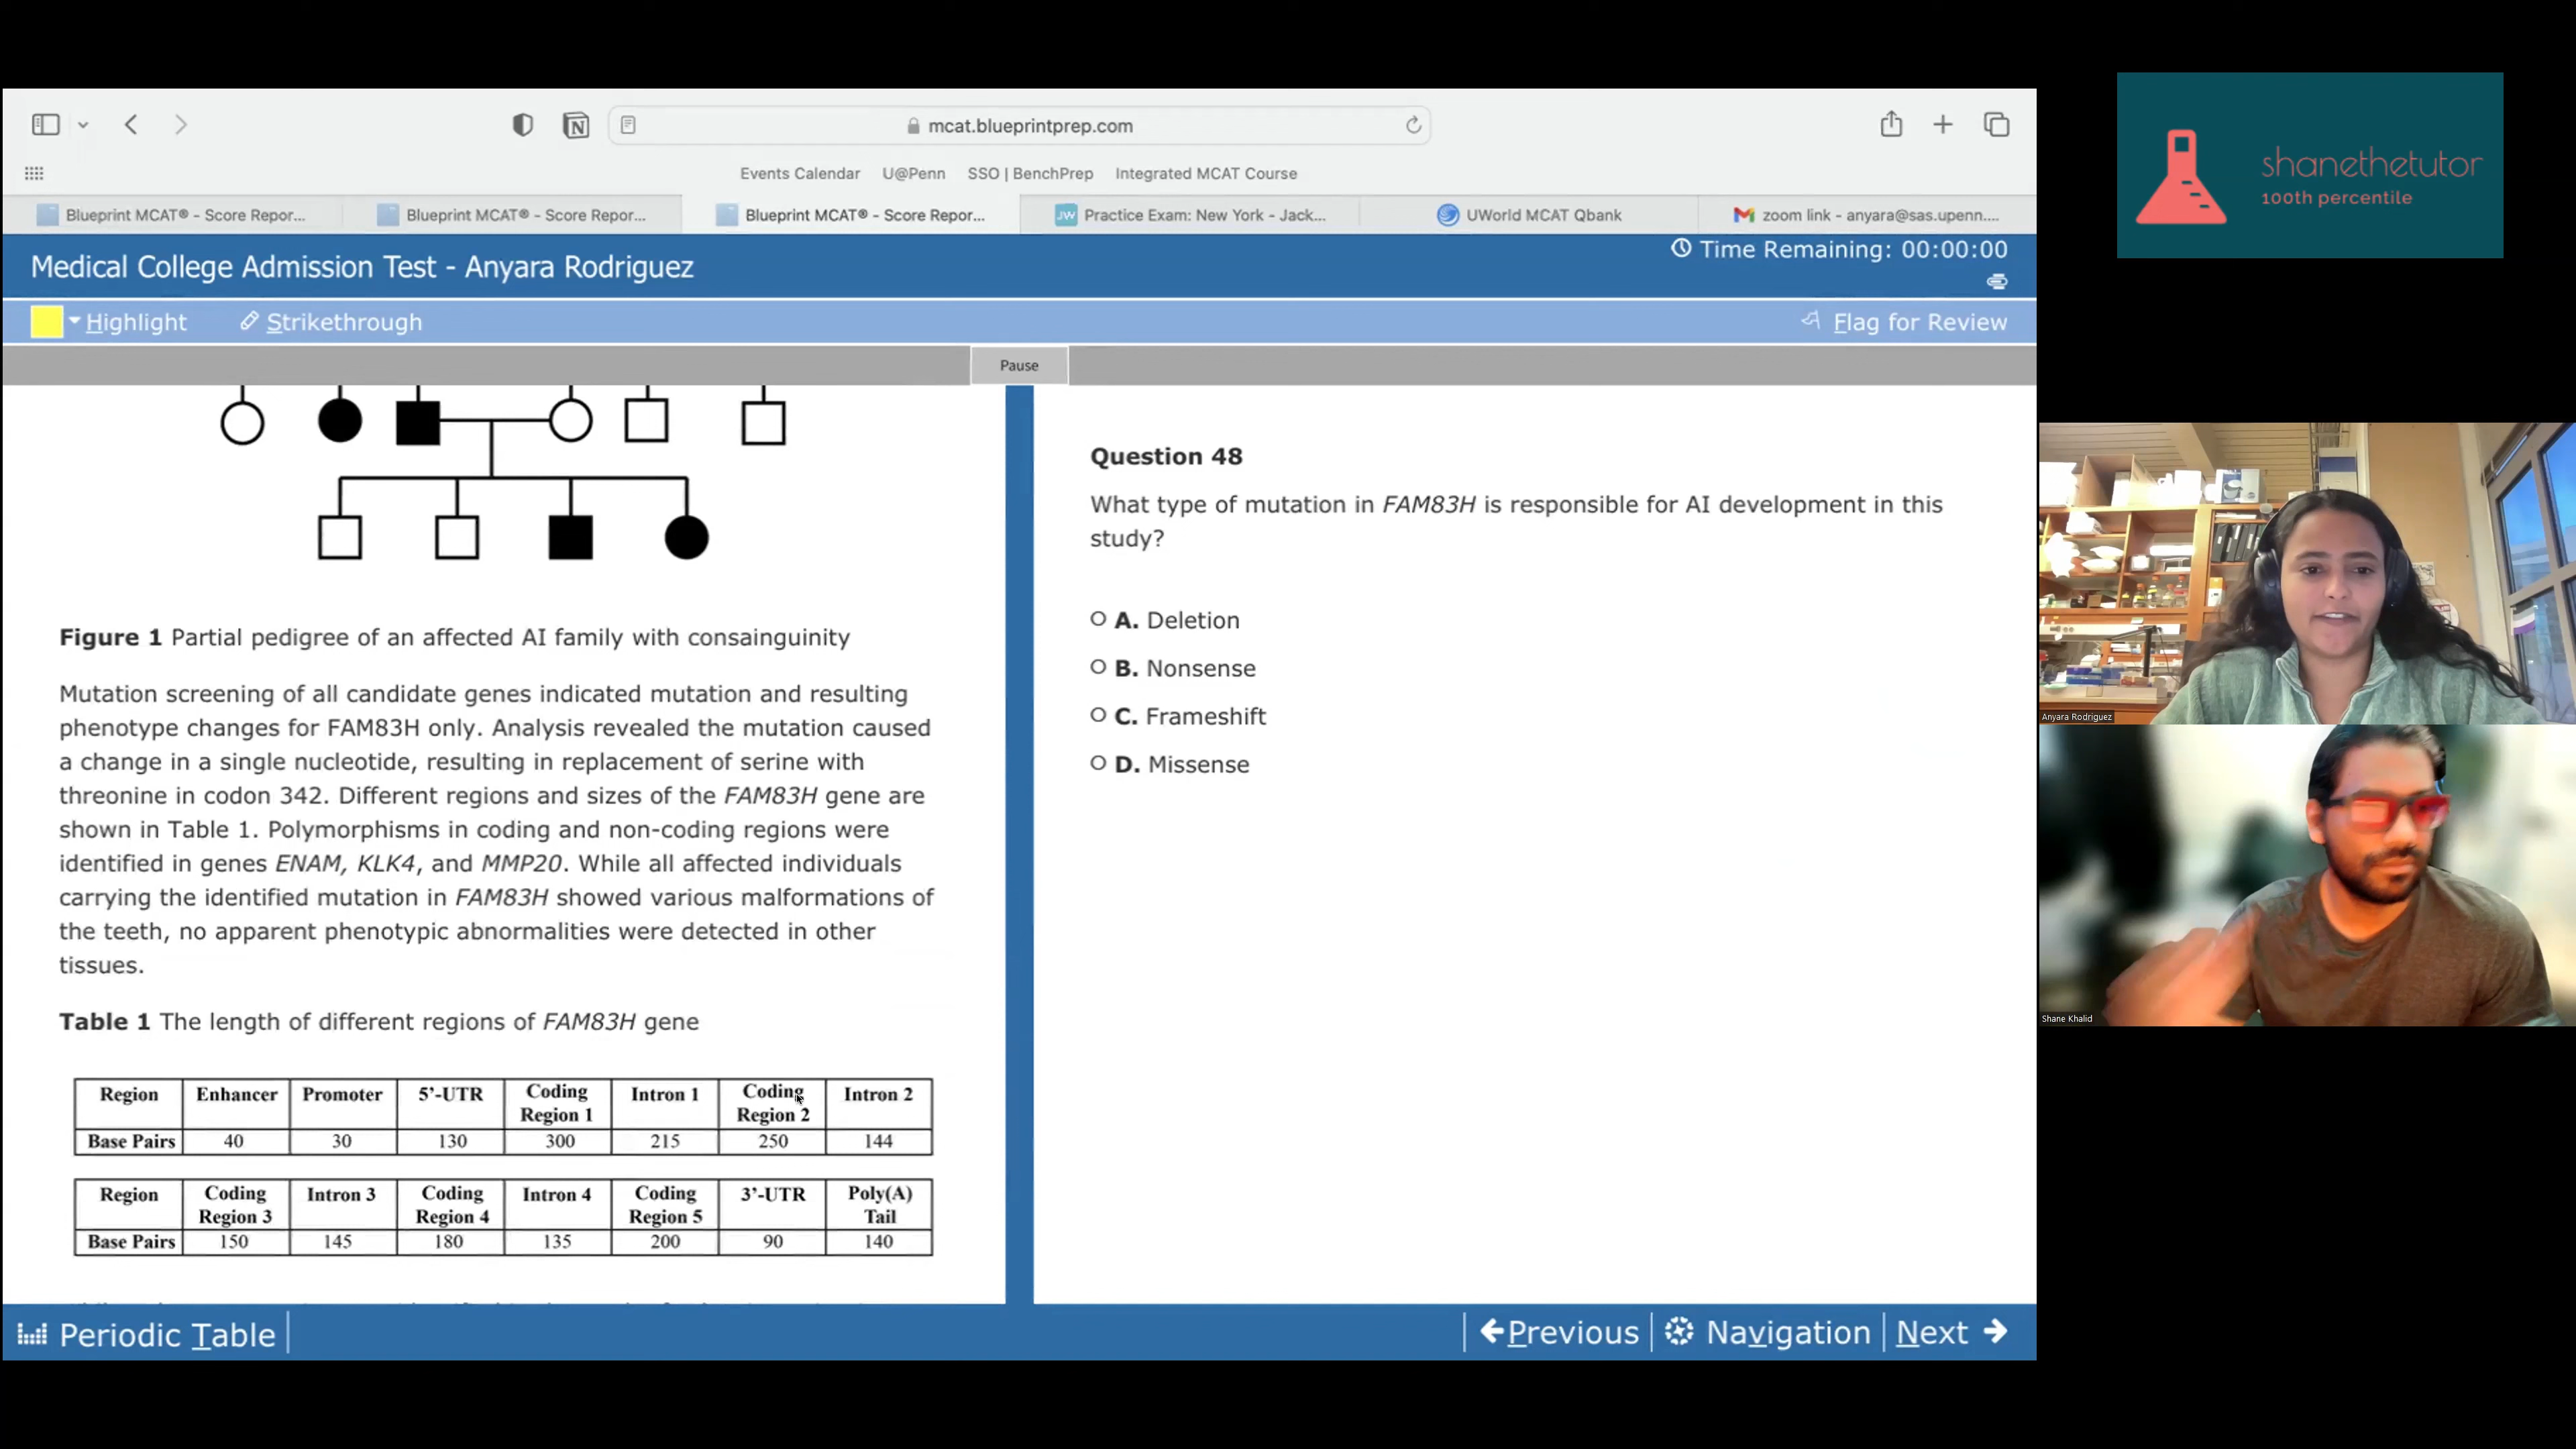 mcat.blueprintprep.com
Events Calendar U@Penn SSO | BenchPrep Integrated MCAT Course
Blueprint MCAT® - Score Repor... Blueprint MCAT® - Score Repor... Blueprint MCAT® - Score Repor... JW Practice Exam: New York - Jack... UWorld MCAT Qbank zoom link - anyara@sas.upenn....
Medical College Admission Test - Anyara Rodriguez
Time Remaining: 00:00:00
Highlight Strikethrough Flag for Review
Pause
Figure 1 Partial pedigree of an affected AI family with consainguinity
Mutation screening of all candidate genes indicated mutation and resulting
phenotype changes for FAM83H only. Analysis revealed the mutation caused
a change in a single nucleotide, resulting in replacement of serine with
threonine in codon 342. Different regions and sizes of the FAM83H gene are
shown in Table 1. Polymorphisms in coding and non-coding regions were
identified in genes ENAM, KLK4, and MMP20. While all affected individuals
carrying the identified mutation in FAM83H showed various malformations of
the teeth, no apparent phenotypic abnormalities were detected in other
tissues.
Table 1 The length of different regions of FAM83H gene
Region Enhancer Promoter 5'-UTR Coding Region 1 Intron 1 Coding Region 2 Intron 2
Base Pairs 40 30 130 300 215 250 144
Region Coding Region 3 Intron 3 Coding Region 4 Intron 4 Coding Region 5 3'-UTR Poly(A) Tail
Base Pairs 150 145 180 135 200 90 140
Question 48
What type of mutation in FAM83H is responsible for AI development in this
study?
A. Deletion
B. Nonsense
C. Frameshift
D. Missense
Periodic Table
Previous Navigation Next
shanethetutor
100th percentile
Anyara Rodriguez
Shane Khalid